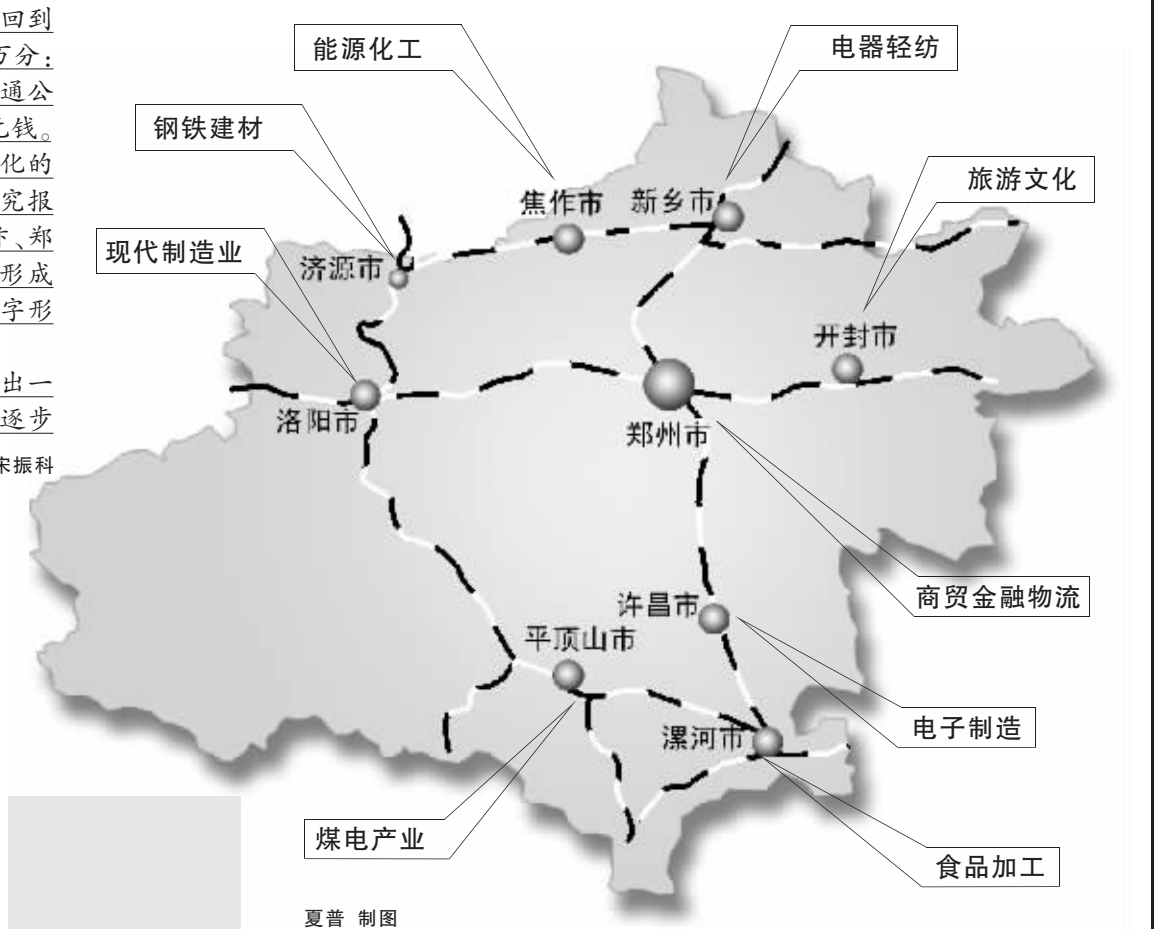 回到
万分：
通公
元钱。
化的
究报
郑
形成
字形
出一
逐步
宋振科
能源化工
电器轻纺
钢铁建材
旅游文化
现代制造业
焦作市
新乡市
济源市
开封市
洛阳市
郑州市
商贸金融物流
许昌市
平顶山市
电子制造
漯河市
煤电产业
食品加工
夏普 制图